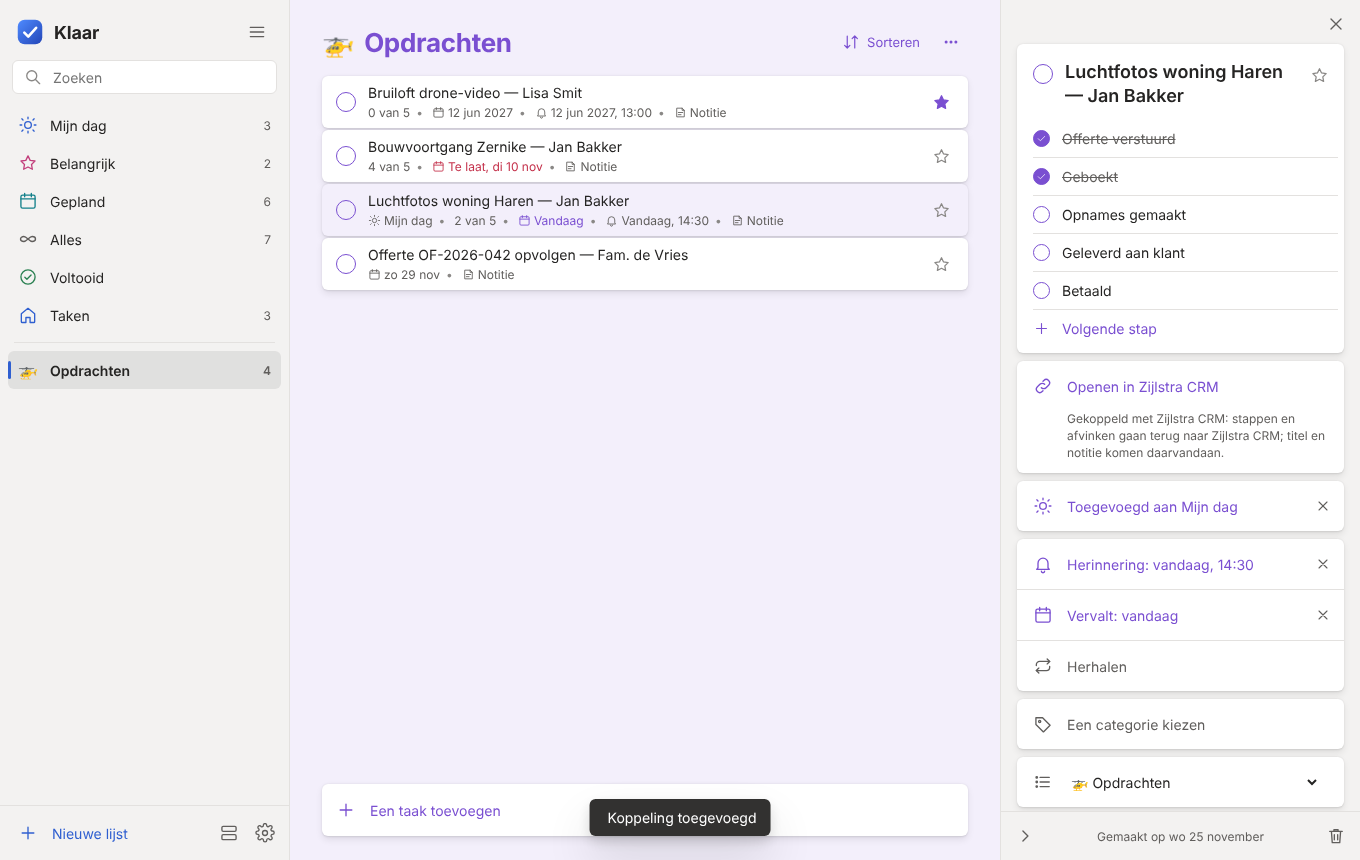 Klaar
Zoeken
Mijn dag 3
Belangrijk 2
Gepland 6
Alles 7
Voltooid
Taken 3
Opdrachten 4
Nieuwe lijst
Opdrachten
Sorteren
Bruiloft drone-video — Lisa Smit
0 van 5 • 12 jun 2027 • 12 jun 2027, 13:00 • Notitie
Bouwvoortgang Zernike — Jan Bakker
4 van 5 • Te laat, di 10 nov • Notitie
Luchtfotos woning Haren — Jan Bakker
Mijn dag • 2 van 5 • Vandaag • Vandaag, 14:30 • Notitie
Offerte OF-2026-042 opvolgen — Fam. de Vries
zo 29 nov • Notitie
Een taak toevoegen
Koppeling toegevoegd
Luchtfotos woning Haren
— Jan Bakker
Offerte verstuurd
Geboekt
Opnames gemaakt
Geleverd aan klant
Betaald
Volgende stap
Openen in Zijlstra CRM
Gekoppeld met Zijlstra CRM: stappen en
afvinken gaan terug naar Zijlstra CRM; titel en
notitie komen daarvandaan.
Toegevoegd aan Mijn dag
Herinnering: vandaag, 14:30
Vervalt: vandaag
Herhalen
Een categorie kiezen
Opdrachten
Gemaakt op wo 25 november